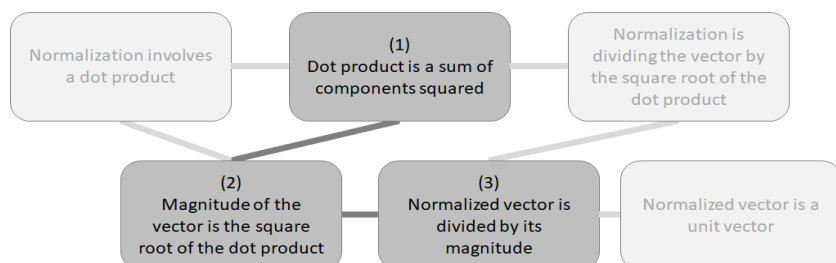 Normalization involves
a dot product
(1)
Dot product is a sum of
components squared
Normalization is
dividing the vector by
the square root of the
dot product
(2)
Magnitude of the
vector is the square
root of the dot product
(3)
Normalized vector is
divided by its
magnitude
Normalized vector is a
unit vector